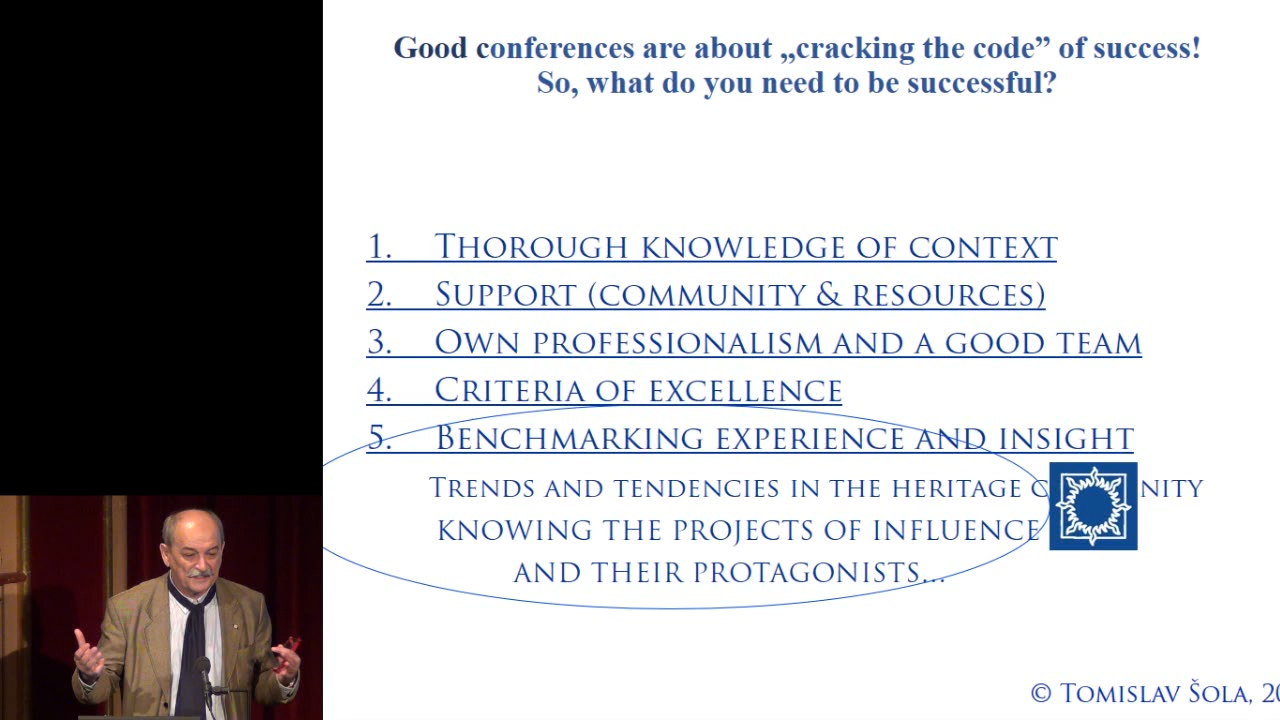 Good conferences are about „cracking the code” of success!
So, what do you need to be successful?
1. THOROUGH KNOWLEDGE OF CONTEXT
2. SUPPORT (COMMUNITY & RESOURCES)
3. OWN PROFESSIONALISM AND A GOOD TEAM
4. CRITERIA OF EXCELLENCE
5. BENCHMARKING EXPERIENCE AND INSIGHT
TRENDS AND TENDENCIES IN THE HERITAGE
KNOWING THE PROJECTS OF INFLUENCE
AND THEIR PROTAGONISTS...
© TOMISLAV ŠOLA,